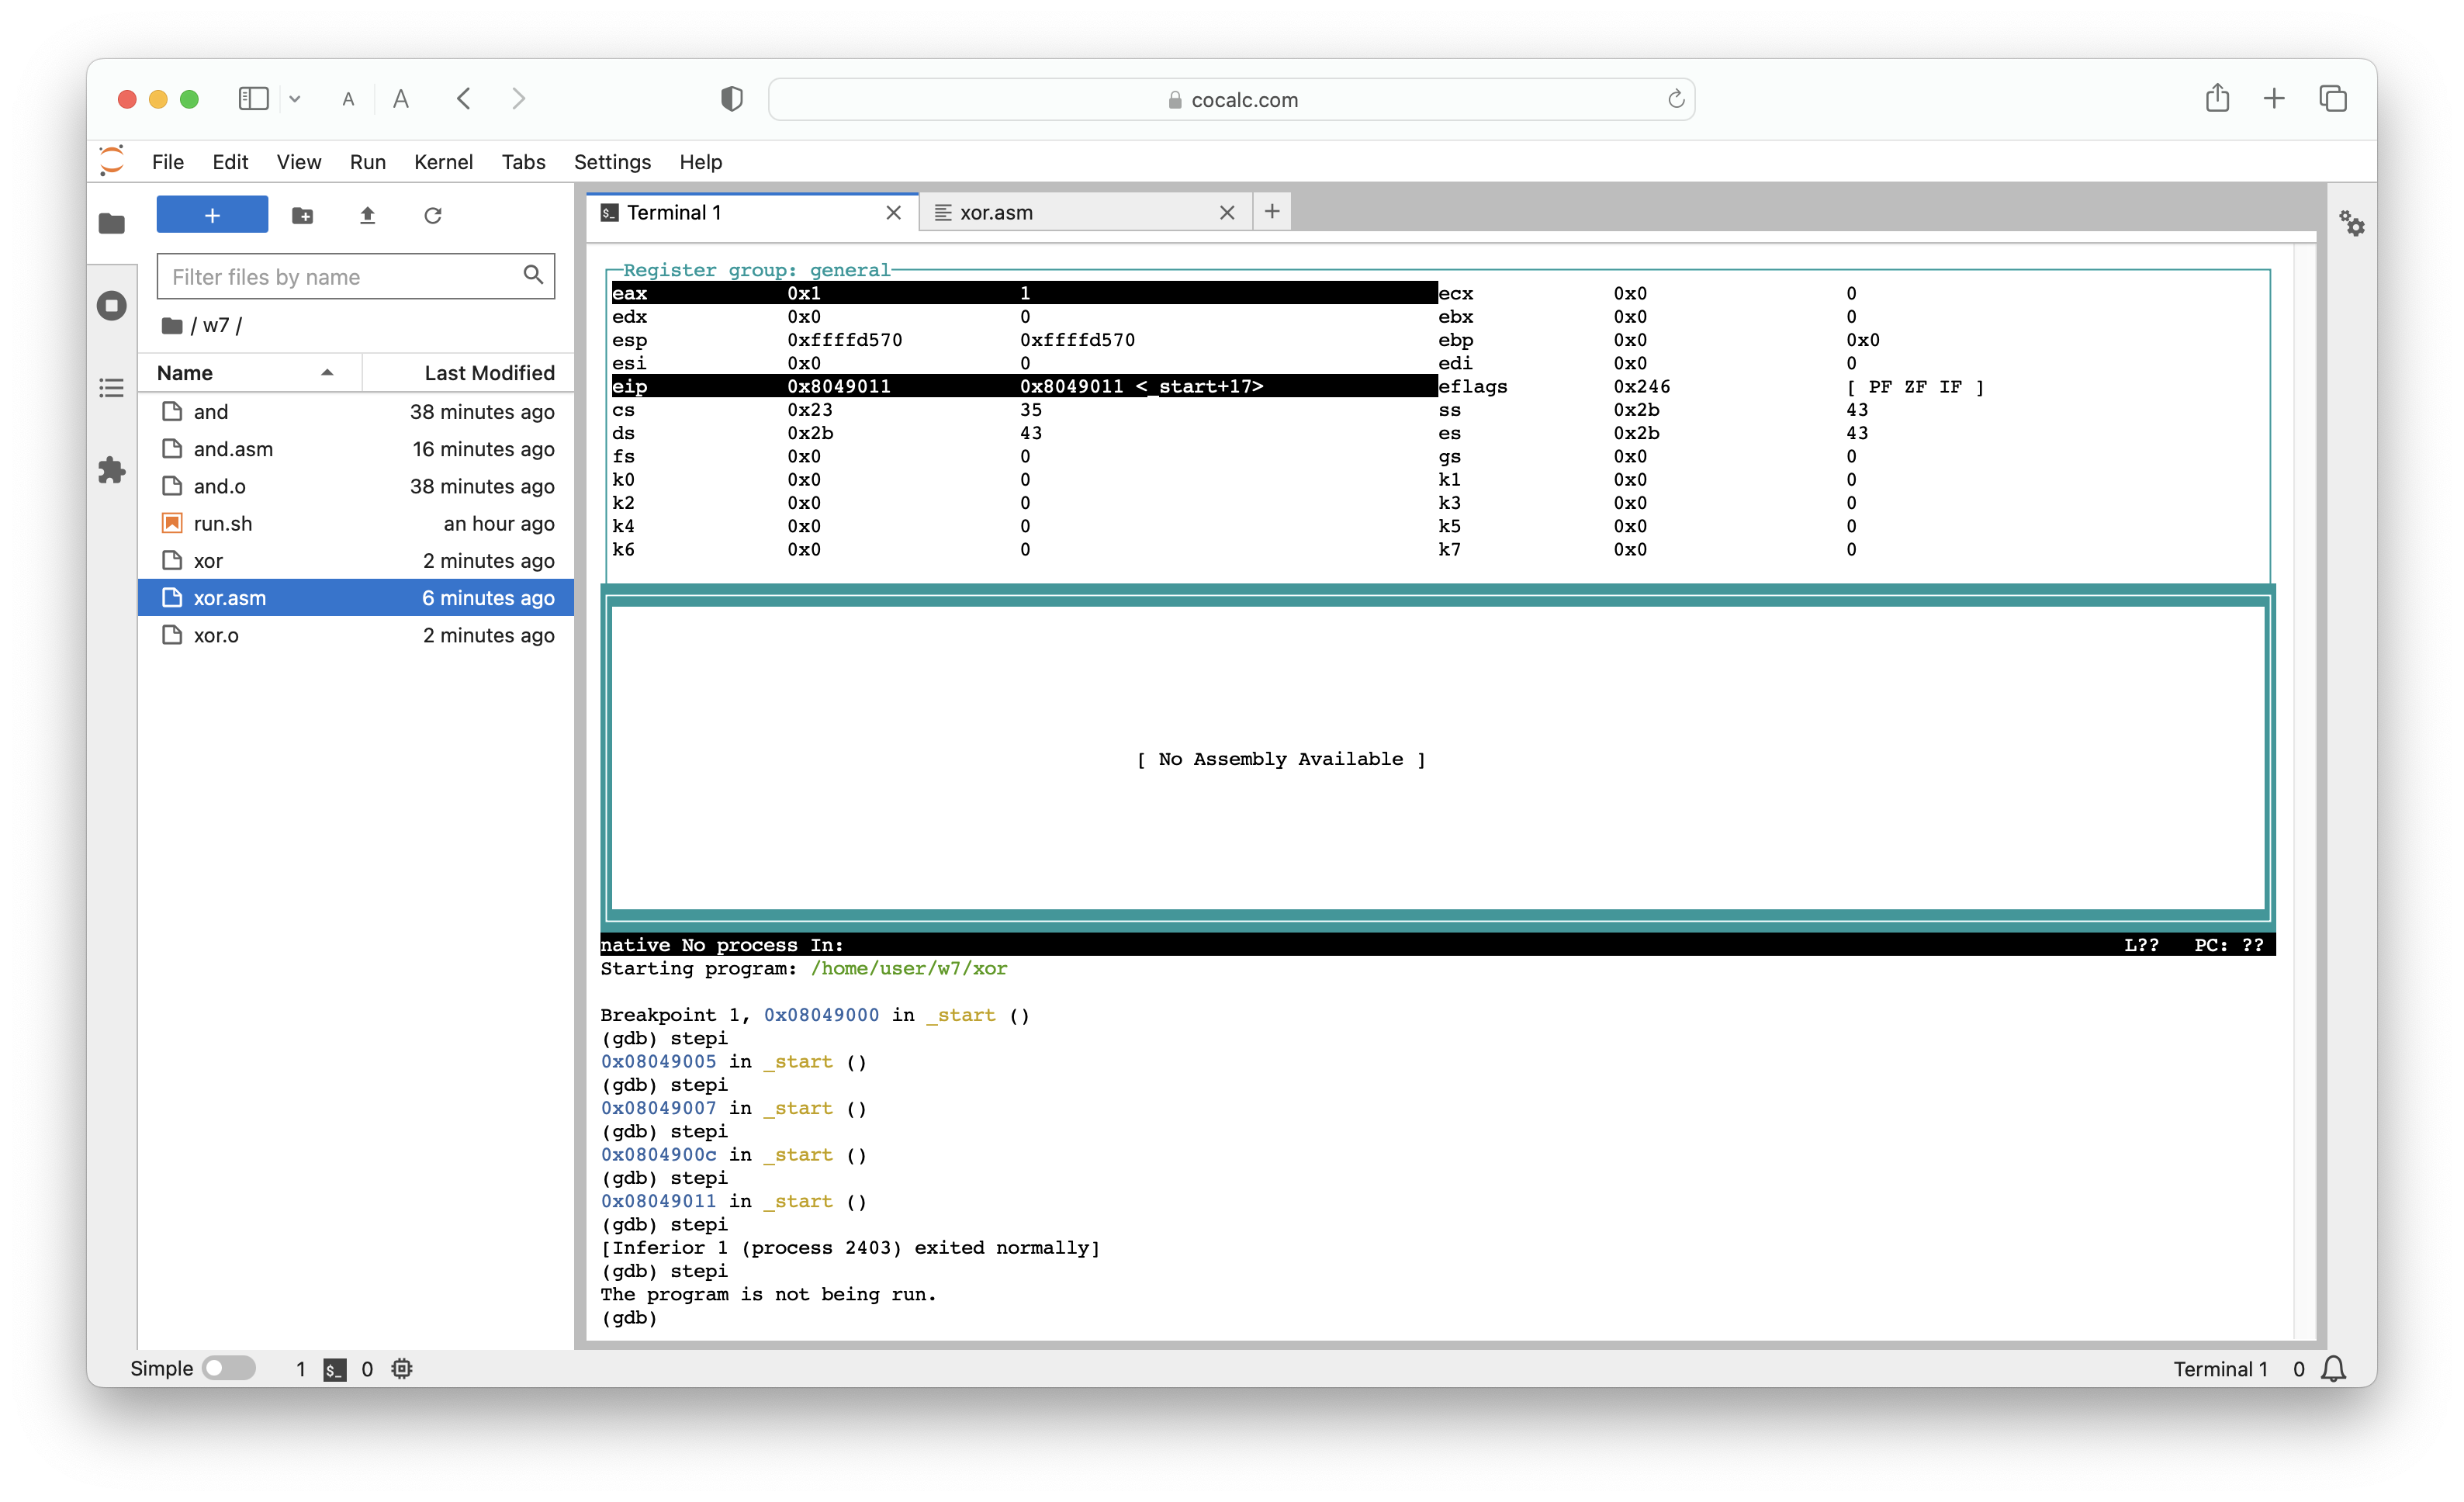 A A cocalc.com
File Edit View Run Kernel Tabs Settings Help
+
Filter files by name
/ w7 /
Name Last Modified
and 38 minutes ago
and.asm 16 minutes ago
and.o 38 minutes ago
run.sh an hour ago
xor 2 minutes ago
xor.asm 6 minutes ago
xor.o 2 minutes ago
$_ Terminal 1 xor.asm +
Register group: general
eax 0x1 1 ecx 0x0 0
edx 0x0 0 ebx 0x0 0
esp 0xffffd570 0xffffd570 ebp 0x0 0x0
esi 0x0 0 edi 0x0 0
eip 0x8049011 0x8049011 <_start+17> eflags 0x246 [ PF ZF IF ]
cs 0x23 35 ss 0x2b 43
ds 0x2b 43 es 0x2b 43
fs 0x0 0 gs 0x0 0
k0 0x0 0 k1 0x0 0
k2 0x0 0 k3 0x0 0
k4 0x0 0 k5 0x0 0
k6 0x0 0 k7 0x0 0
[ No Assembly Available ]
native No process In: L?? PC: ??
Starting program: /home/user/w7/xor
Breakpoint 1, 0x08049000 in _start ()
(gdb) stepi
0x08049005 in _start ()
(gdb) stepi
0x08049007 in _start ()
(gdb) stepi
0x0804900c in _start ()
(gdb) stepi
0x08049011 in _start ()
(gdb) stepi
[Inferior 1 (process 2403) exited normally]
(gdb) stepi
The program is not being run.
(gdb)
Simple 1 $_ 0 Terminal 1 0